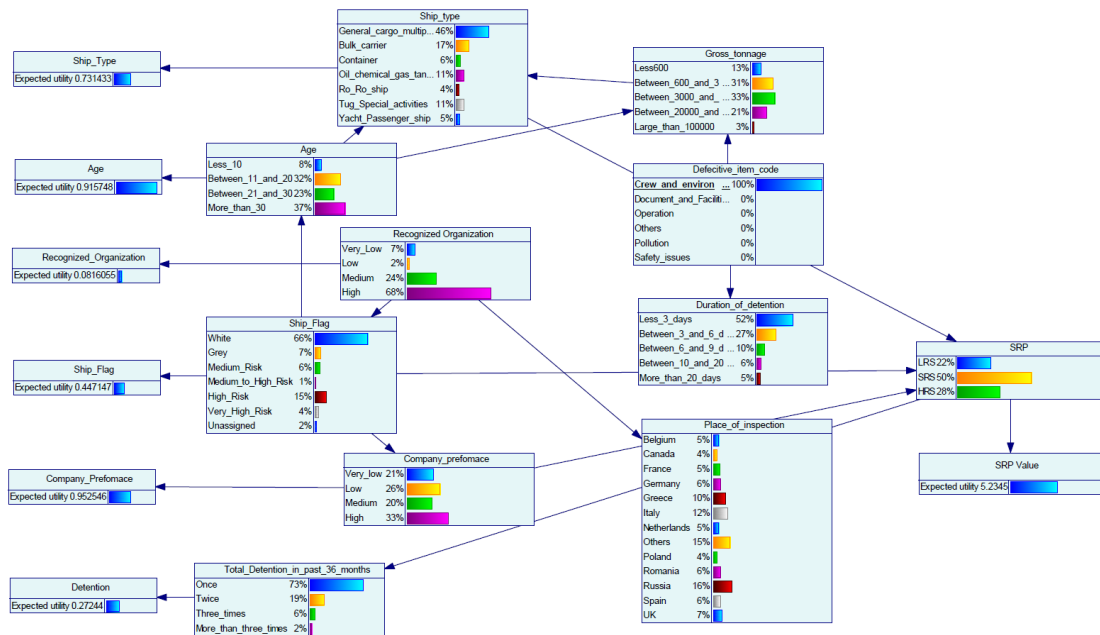 Ship_type
General_cargo_multip... 46%
Bulk_carrier 17%
Container 6%
Oil_chemical_gas_tan... 11%
Ro_Ro_ship 4%
Tug_Special_activities 11%
Yacht_Passenger_ship 5%
Ship_Type
Expected utility 0.731433
Gross_tonnage
Less600 13%
Between_600_and_3 ... 31%
Between_3000_and_ ... 33%
Between_20000_and ... 21%
Large_than_100000 3%
Age
Less_10 8%
Between_11_and_20 32%
Between_21_and_30 23%
More_than_30 37%
Age
Expected utility 0.915748
Defective_item_code
Crew_and_environ ... 100%
Document_and_Faciliti... 0%
Operation 0%
Others 0%
Pollution 0%
Safety_issues 0%
Recognized Organization
Very_Low 7%
Low 2%
Medium 24%
High 68%
Recognized_Organization
Expected utility 0.0816055
Duration_of_detention
Less_3_days 52%
Between_3_and_6_d ... 27%
Between_6_and_9_d ... 10%
Between_10_and_20 ... 6%
More_than_20_days 5%
Ship_Flag
White 66%
Grey 7%
Medium_Risk 6%
Medium_to_High_Risk 1%
High_Risk 15%
Very_High_Risk 4%
Unassigned 2%
Ship_Flag
Expected utility 0.447147
SRP
LRS 22%
SRS 50%
HRS 28%
Place_of_inspection
Belgium 5%
Canada 4%
France 5%
Germany 6%
Greece 10%
Italy 12%
Netherlands 5%
Others 15%
Poland 4%
Romania 6%
Russia 16%
Spain 6%
UK 7%
Company_prefomace
Very_low 21%
Low 26%
Medium 20%
High 33%
Company_Prefomace
Expected utility 0.952546
SRP Value
Expected utility 5.2345
Total_Detention_in_past_36_months
Once 73%
Twice 19%
Three_times 6%
More_than_three_times 2%
Detention
Expected utility 0.27244